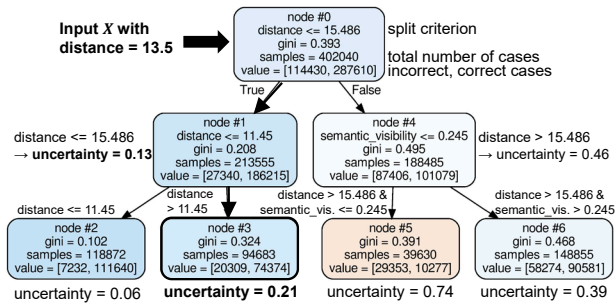 Input X with
distance = 13.5
node #0
distance <= 15.486
gini = 0.393
samples = 402040
value = [114430, 287610]
split criterion
total number of cases
incorrect, correct cases
True
False
distance <= 15.486
→ uncertainty = 0.13
node #1
distance <= 11.45
gini = 0.208
samples = 213555
value = [27340, 186215]
node #4
semantic_visibility <= 0.245
gini = 0.495
samples = 188485
value = [87406, 101079]
distance > 15.486
→ uncertainty = 0.46
distance <= 11.45
distance
> 11.45
distance > 15.486 &
semantic_vis. <= 0.245
distance > 15.486 &
semantic_vis. > 0.245
node #2
gini = 0.102
samples = 118872
value = [7232, 111640]
node #3
gini = 0.324
samples = 94683
value = [20309, 74374]
node #5
gini = 0.391
samples = 39630
value = [29353, 10277]
node #6
gini = 0.468
samples = 148855
value = [58274, 90581]
uncertainty = 0.06
uncertainty = 0.21
uncertainty = 0.74
uncertainty = 0.39